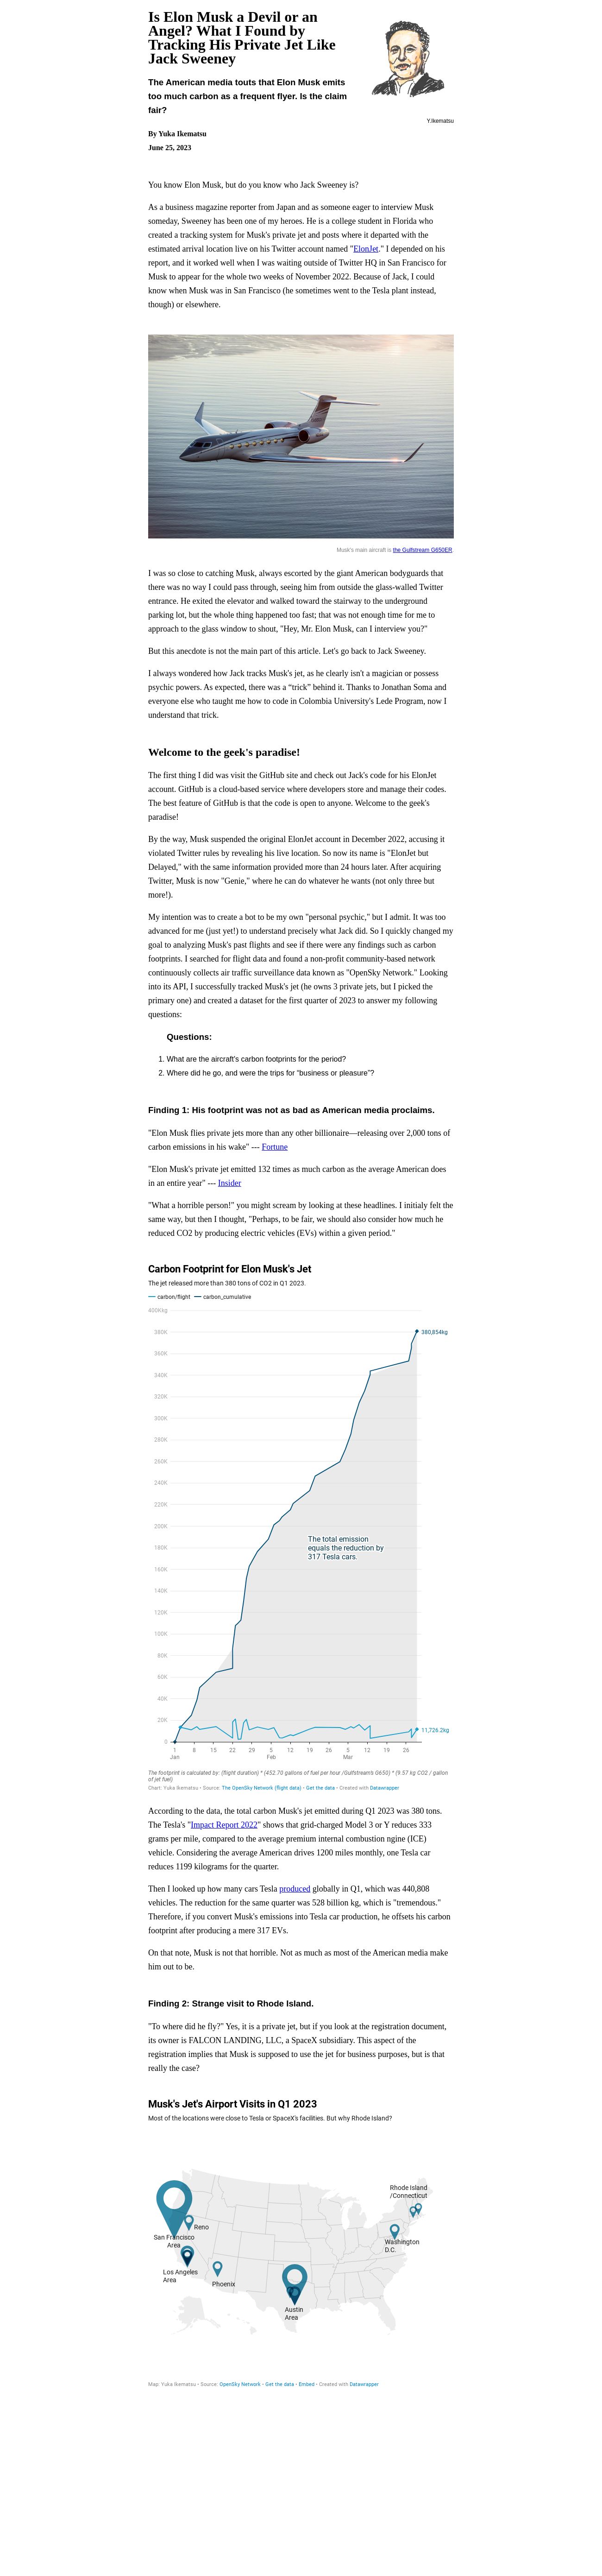 Is Elon Musk a Devil or an
Angel? What I Found by
Tracking His Private Jet Like
Jack Sweeney
The American media touts that Elon Musk emits
too much carbon as a frequent flyer. Is the claim
fair?
Y.Ikematsu
By Yuka Ikematsu
June 25, 2023
You know Elon Musk, but do you know who Jack Sweeney is?
As a business magazine reporter from Japan and as someone eager to interview Musk
someday, Sweeney has been one of my heroes. He is a college student in Florida who
created a tracking system for Musk's private jet and posts where it departed with the
estimated arrival location live on his Twitter account named "ElonJet." I depended on his
report, and it worked well when I was waiting outside of Twitter HQ in San Francisco for
Musk to appear for the whole two weeks of November 2022. Because of Jack, I could
know when Musk was in San Francisco (he sometimes went to the Tesla plant instead,
though) or elsewhere.
Musk's main aircraft is the Gulfstream G650ER.
I was so close to catching Musk, always escorted by the giant American bodyguards that
there was no way I could pass through, seeing him from outside the glass-walled Twitter
entrance. He exited the elevator and walked toward the stairway to the underground
parking lot, but the whole thing happened too fast; that was not enough time for me to
approach to the glass window to shout, "Hey, Mr. Elon Musk, can I interview you?"
But this anecdote is not the main part of this article. Let's go back to Jack Sweeney.
I always wondered how Jack tracks Musk's jet, as he clearly isn't a magician or possess
psychic powers. As expected, there was a “trick” behind it. Thanks to Jonathan Soma and
everyone else who taught me how to code in Colombia University's Lede Program, now I
understand that trick.
Welcome to the geek's paradise!
The first thing I did was visit the GitHub site and check out Jack's code for his ElonJet
account. GitHub is a cloud-based service where developers store and manage their codes.
The best feature of GitHub is that the code is open to anyone. Welcome to the geek's
paradise!
By the way, Musk suspended the original ElonJet account in December 2022, accusing it
violated Twitter rules by revealing his live location. So now its name is "ElonJet but
Delayed," with the same information provided more than 24 hours later. After acquiring
Twitter, Musk is now "Genie," where he can do whatever he wants (not only three but
more!).
My intention was to create a bot to be my own "personal psychic," but I admit. It was too
advanced for me (just yet!) to understand precisely what Jack did. So I quickly changed my
goal to analyzing Musk's past flights and see if there were any findings such as carbon
footprints. I searched for flight data and found a non-profit community-based network
continuously collects air traffic surveillance data known as "OpenSky Network." Looking
into its API, I successfully tracked Musk's jet (he owns 3 private jets, but I picked the
primary one) and created a dataset for the first quarter of 2023 to answer my following
questions:
Questions:
1. What are the aircraft's carbon footprints for the period?
2. Where did he go, and were the trips for “business or pleasure”?
Finding 1: His footprint was not as bad as American media proclaims.
"Elon Musk flies private jets more than any other billionaire—releasing over 2,000 tons of
carbon emissions in his wake" --- Fortune
"Elon Musk's private jet emitted 132 times as much carbon as the average American does
in an entire year" --- Insider
"What a horrible person!" you might scream by looking at these headlines. I initialy felt the
same way, but then I thought, "Perhaps, to be fair, we should also consider how much he
reduced CO2 by producing electric vehicles (EVs) within a given period."
Carbon Footprint for Elon Musk's Jet
The jet released more than 380 tons of CO2 in Q1 2023.
carbon/flight carbon_cumulative
400Kkg
380K
380,854kg
360K
340K
320K
300K
280K
260K
240K
220K
200K
The total emission
equals the reduction by
317 Tesla cars.
180K
160K
140K
120K
100K
80K
60K
40K
20K
11,726.2kg
0
1 8 15 22 29 5 12 19 26 5 12 19 26
Jan Feb Mar
The footprint is calculated by: (flight duration) * (452.70 gallons of fuel per hour /Gulfstream's G650) * (9.57 kg CO2 / gallon
of jet fuel)
Chart: Yuka Ikematsu • Source: The OpenSky Network (flight data) • Get the data • Created with Datawrapper
According to the data, the total carbon Musk's jet emitted during Q1 2023 was 380 tons.
The Tesla's "Impact Report 2022" shows that grid-charged Model 3 or Y reduces 333
grams per mile, compared to the average premium internal combustion ngine (ICE)
vehicle. Considering the average American drives 1200 miles monthly, one Tesla car
reduces 1199 kilograms for the quarter.
Then I looked up how many cars Tesla produced globally in Q1, which was 440,808
vehicles. The reduction for the same quarter was 528 billion kg, which is "tremendous."
Therefore, if you convert Musk's emissions into Tesla car production, he offsets his carbon
footprint after producing a mere 317 EVs.
On that note, Musk is not that horrible. Not as much as most of the American media make
him out to be.
Finding 2: Strange visit to Rhode Island.
"To where did he fly?" Yes, it is a private jet, but if you look at the registration document,
its owner is FALCON LANDING, LLC, a SpaceX subsidiary. This aspect of the
registration implies that Musk is supposed to use the jet for business purposes, but is that
really the case?
Musk's Jet's Airport Visits in Q1 2023
Most of the locations were close to Tesla or SpaceX's facilities. But why Rhode Island?
Rhode Island
/Connecticut
Reno
San Francisco
Area
Washington
D.C.
Los Angeles
Area
Phoenix
Austin
Area
Map: Yuka Ikematsu • Source: OpenSky Network • Get the data • Embed • Created with Datawrapper